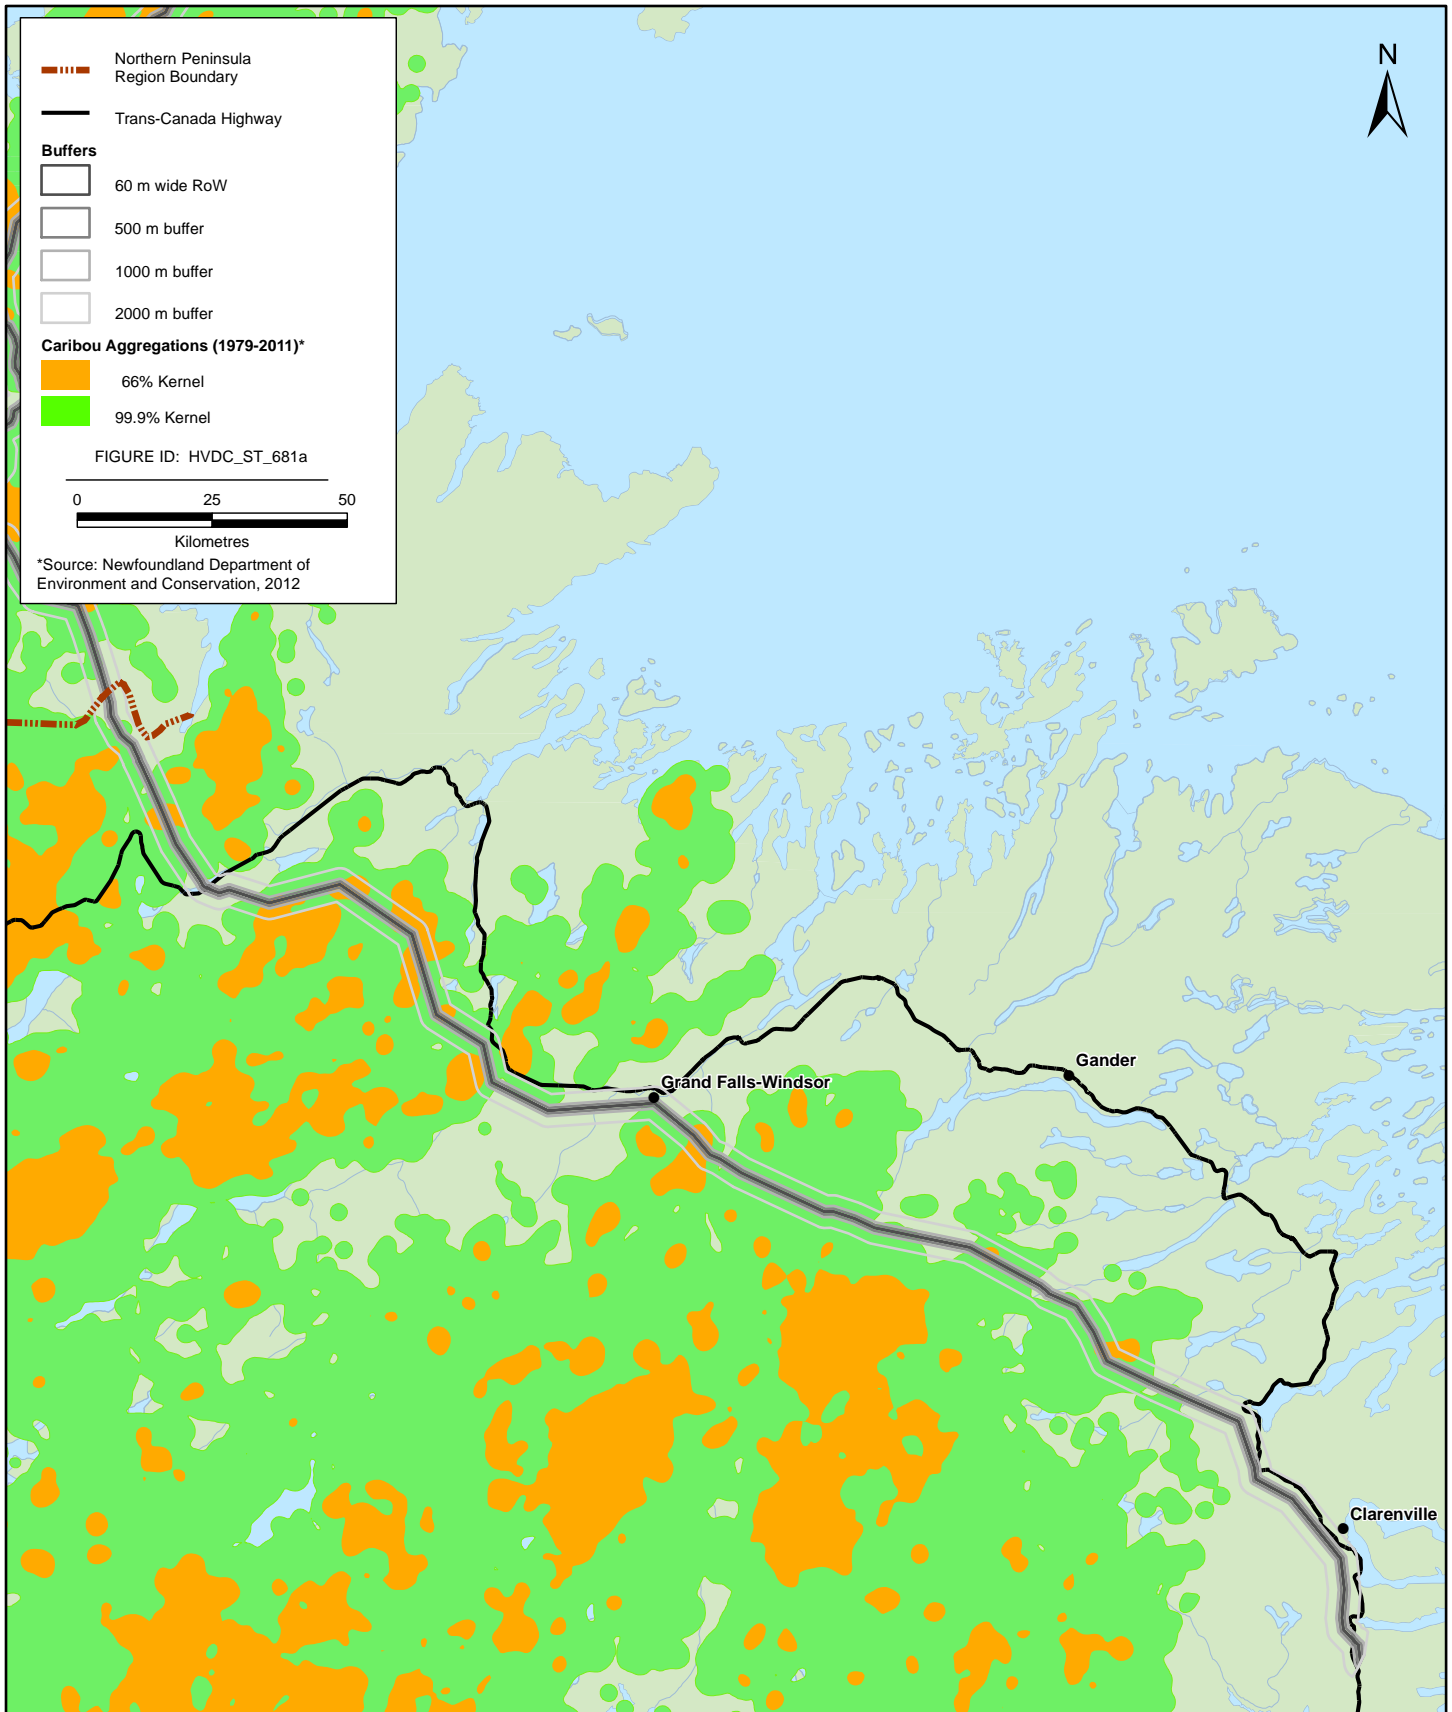 Northern Peninsula
Region Boundary
Trans-Canada Highway
Buffers
60 m wide RoW
500 m buffer
1000 m buffer
2000 m buffer
Caribou Aggregations (1979-2011)*
66% Kernel
99.9% Kernel
FIGURE ID: HVDC_ST_681a
0 25 50
Kilometres
*Source: Newfoundland Department of
Environment and Conservation, 2012
N
Gander
Grand Falls-Windsor
Clarenville